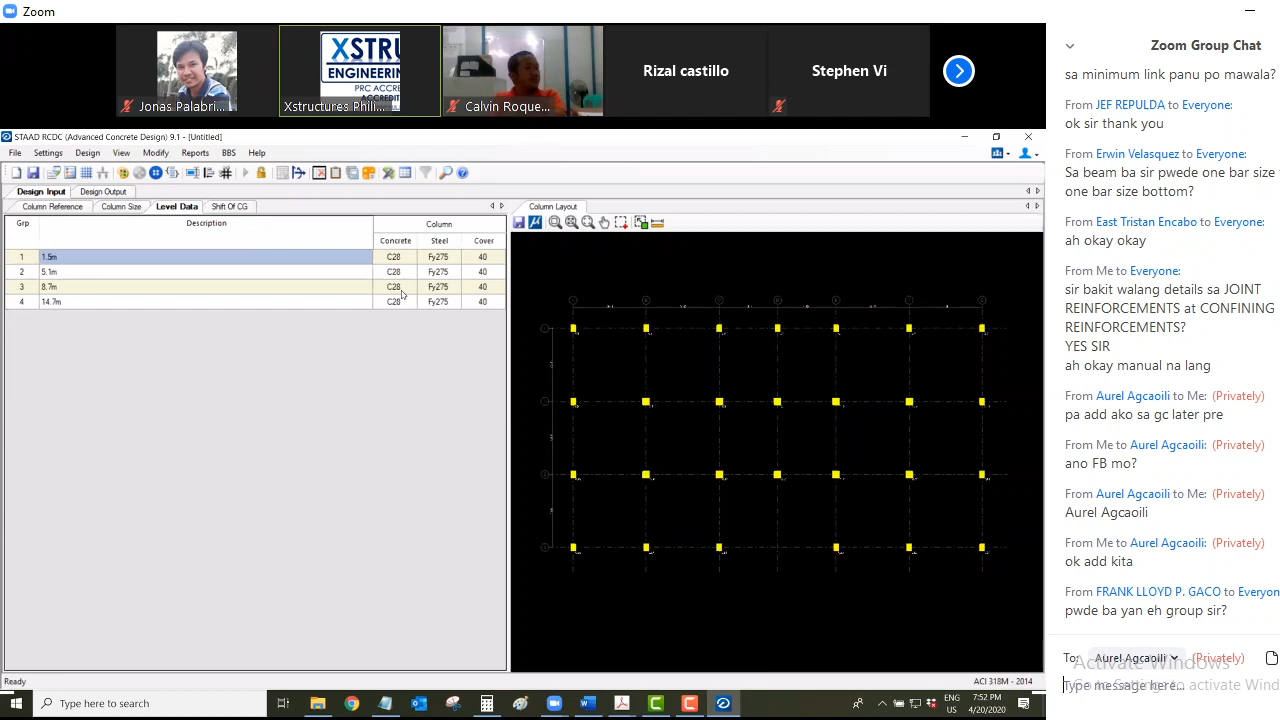 Zoom
XSTRU
ENGINEERIN
PRC ACCRE
ACCREDITE
Jonas Palabri...
Xstructures Phili...
Calvin Roque...
Rizal castillo
Stephen Vi
Zoom Group Chat
sa minimum link panu po mawala?
From JEF REPULDA to Everyone:
ok sir thank you
From Erwin Velasquez to Everyone:
Sa beam ba sir pwede one bar size
one bar size bottom?
From East Tristan Encabo to Everyone:
ah okay okay
From Me to Everyone:
sir bakit walang details sa JOINT
REINFORCEMENTS at CONFINING
REINFORCEMENTS?
YES SIR
ah okay manual na lang
From Aurel Agcaoili to Me: (Privately)
pa add ako sa gc later pre
From Me to Aurel Agcaoili: (Privately)
ano FB mo?
From Aurel Agcaoili to Me: (Privately)
Aurel Agcaoili
From Me to Aurel Agcaoili: (Privately)
ok add kita
From FRANK LLOYD P. GACO to Everyon
pwde ba yan eh group sir?
To: Aurel Agcaoili (Privately)
Type message here...
Activate Windows
Go to Settings to activate Wind
STAAD RCDC (Advanced Concrete Design) 9.1 - [Untitled]
File Settings Design View Modify Reports BBS Help
Design Input Design Output
Column Reference Column Size Level Data Shift Of CG
Grp Description Column
Concrete Steel Cover
1 1.5m C28 Fy275 40
2 5.1m C28 Fy275 40
3 8.7m C28 Fy275 40
4 14.7m C28 Fy275 40
Column Layout
Ready
ACI 318M - 2014
Type here to search
ENG
US
7:52 PM
4/20/2020